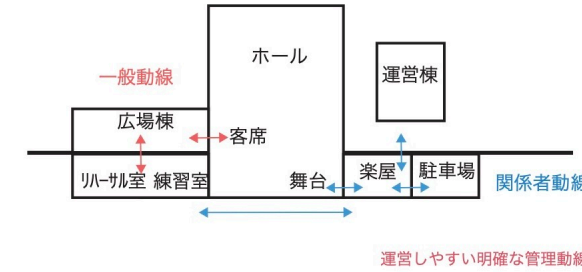 ホール
運営棟
一般動線
広場棟
客席
リハーサル室 練習室
舞台
楽屋
駐車場
関係者動線
運営しやすい明確な管理動線